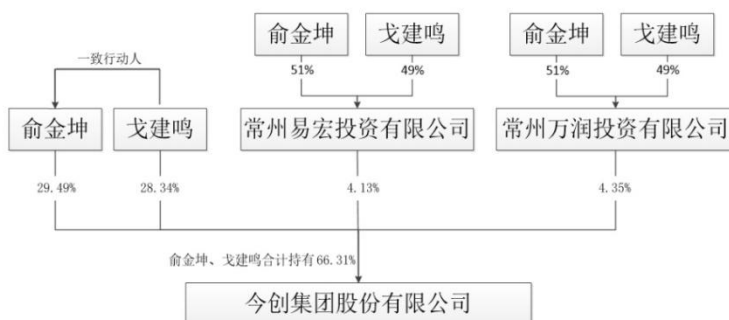 俞金坤
戈建鸣
俞金坤
戈建鸣
51%
49%
51%
49%
一致行动人
俞金坤
戈建鸣
常州易宏投资有限公司
常州万润投资有限公司
29.49%
28.34%
4.13%
4.35%
俞金坤、戈建鸣合计持有66.31%
今创集团股份有限公司